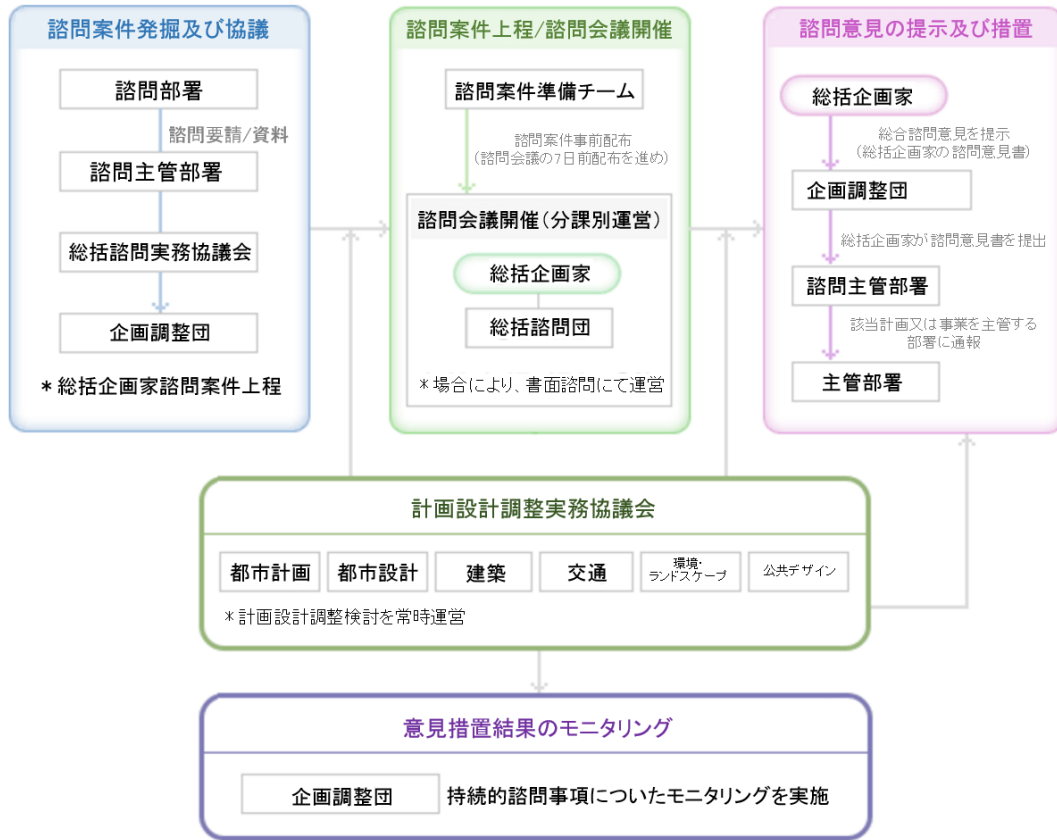 諮問案件発掘及び協議
諮問部署
諮問要請/資料
諮問主管部署
総括諮問実務協議会
企画調整団
* 総括企画家諮問案件上程
諮問案件上程/諮問会議開催
諮問案件準備チーム
諮問案件事前配布
(諮問会議の7日前配布を進め)
諮問会議開催(分課別運営)
総括企画家
総括諮問団
* 場合により、書面諮問にて運営
諮問意見の提示及び措置
総括企画家
総合諮問意見を提示
(総括企画家の諮問意見書)
企画調整団
総括企画家が諮問意見書を提出
諮問主管部署
該当計画又は事業を主管する
部署に通報
主管部署
計画設計調整実務協議会
都市計画
都市設計
建築
交通
環境・
ランドスケープ
公共デザイン
* 計画設計調整検討を常時運営
意見措置結果のモニタリング
企画調整団
持続的諮問事項についたモニタリングを実施